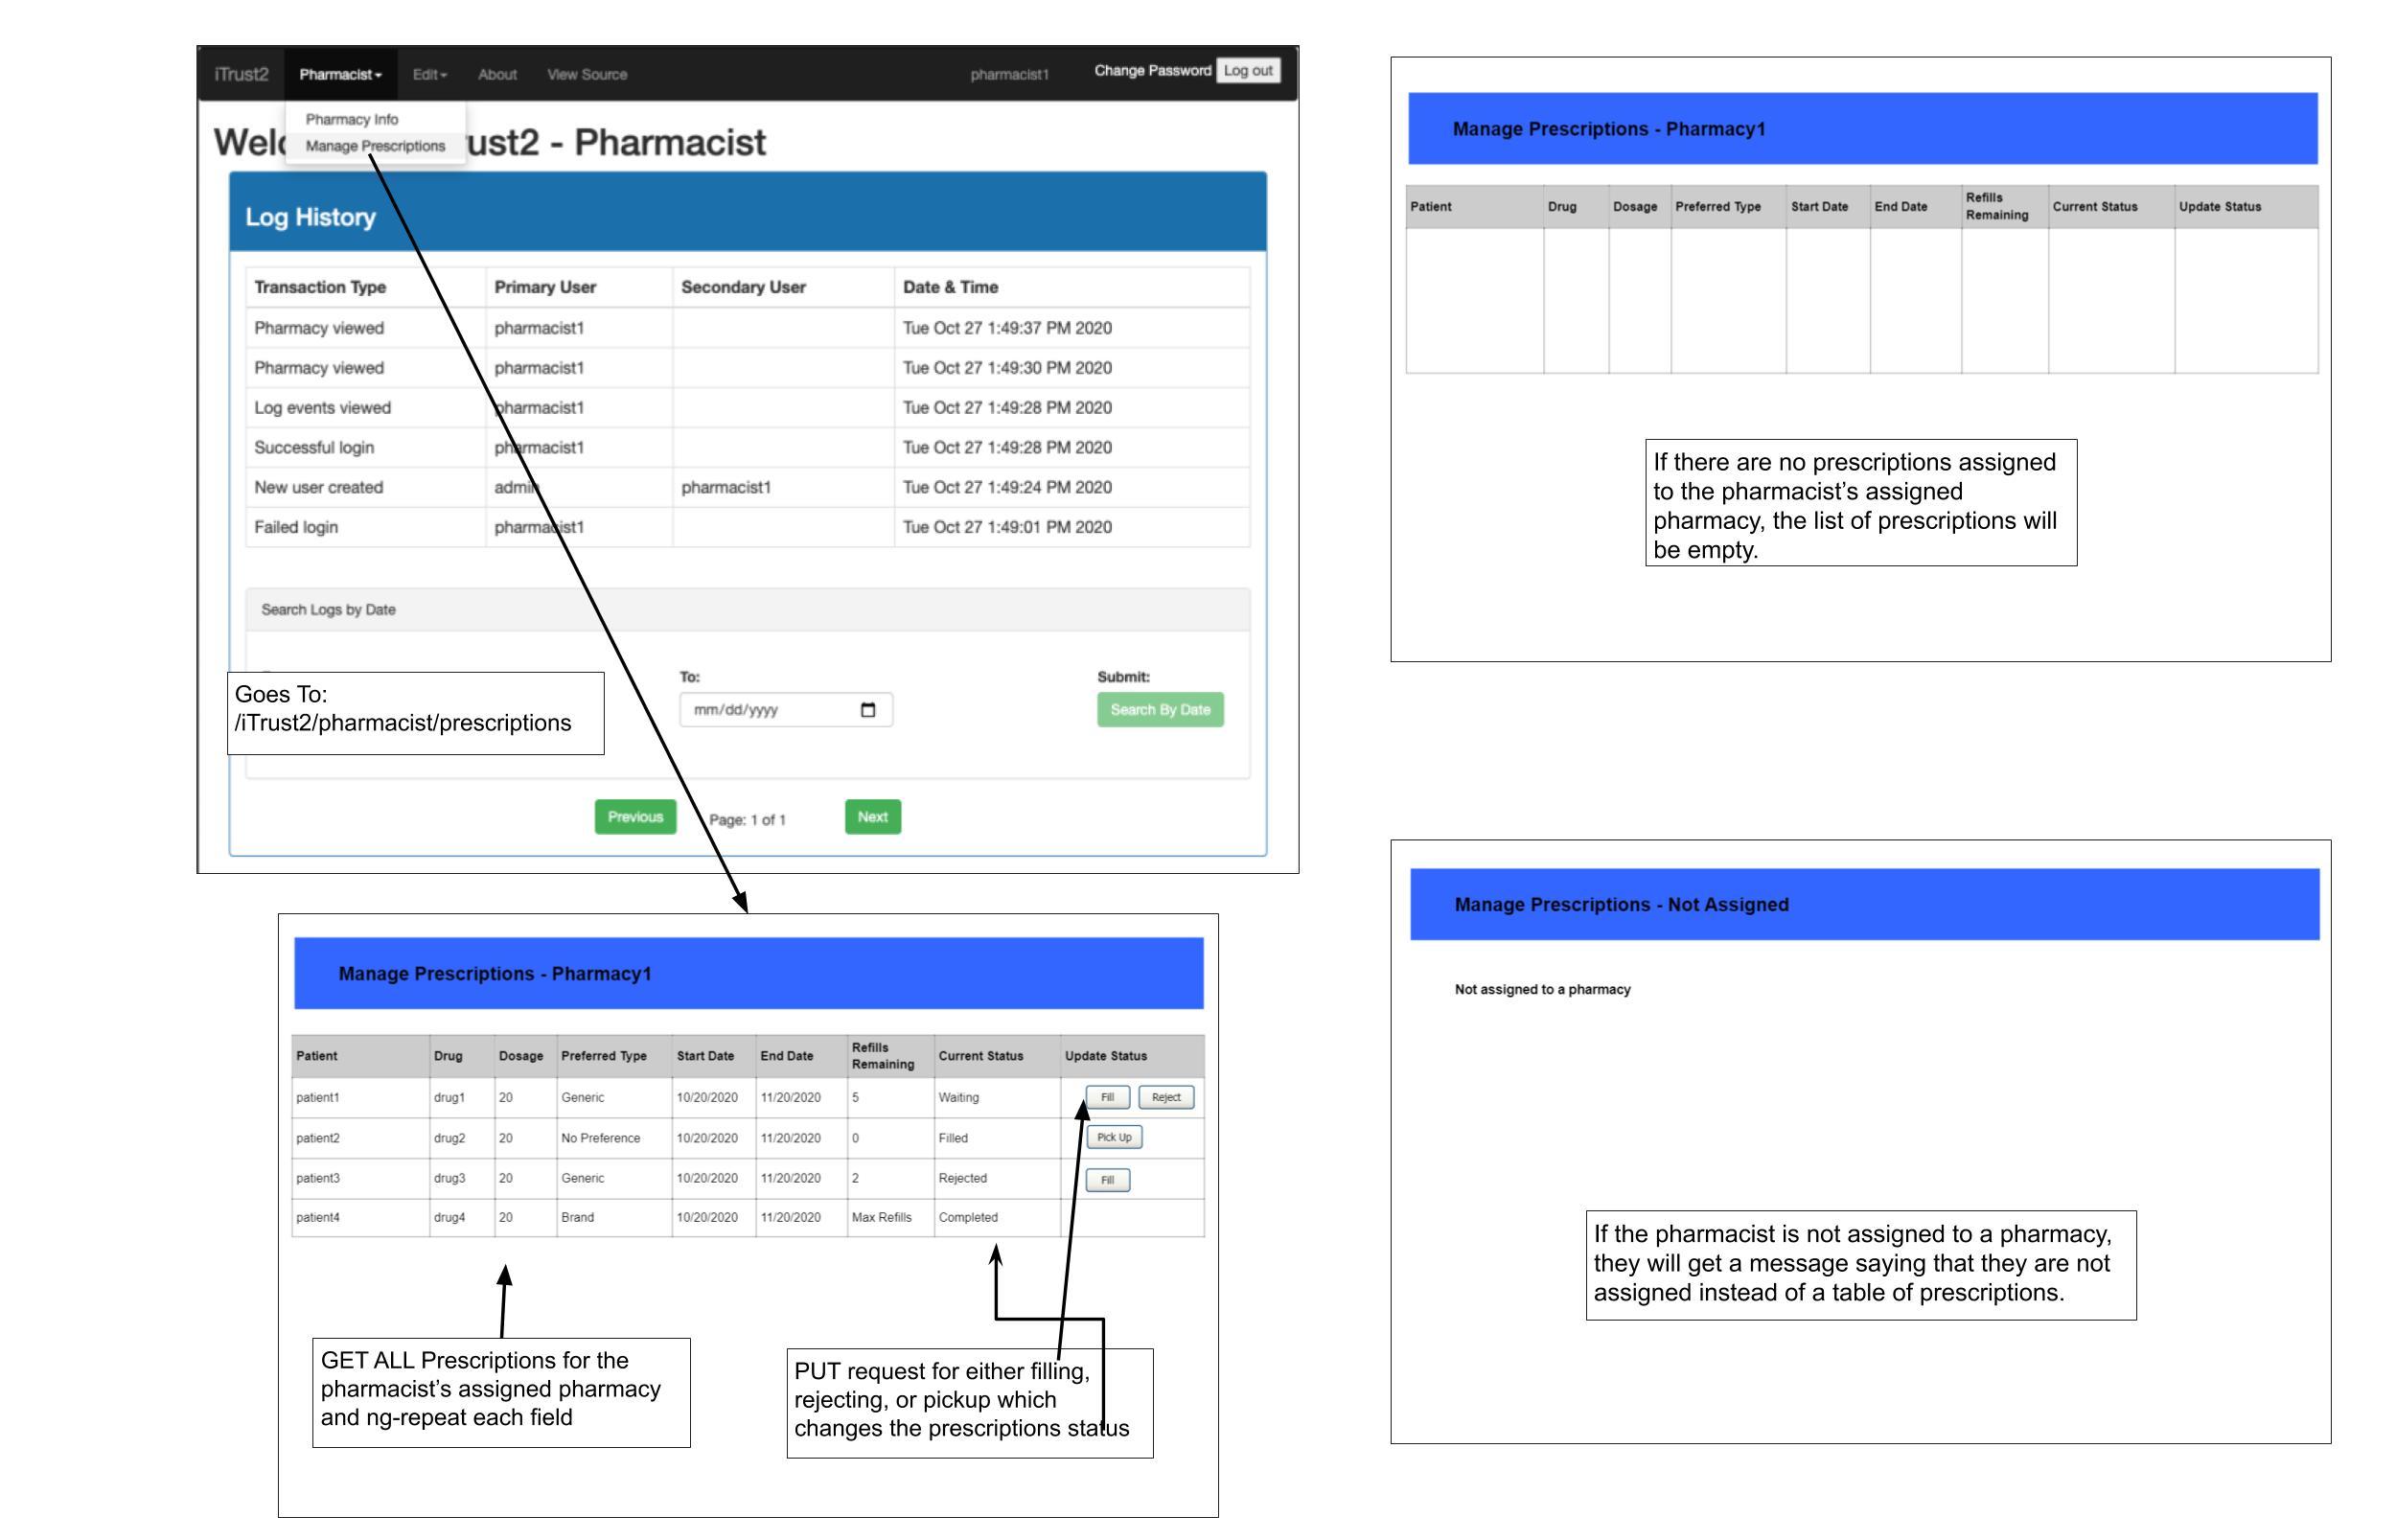 iTrust2 Pharmacist Edit About View Source pharmacist1 Change Password Log out
Pharmacy Info
Manage Prescriptions
Welc rust2 - Pharmacist
Log History
Transaction Type Primary User Secondary User Date & Time
Pharmacy viewed pharmacist1 Tue Oct 27 1:49:37 PM 2020
Pharmacy viewed pharmacist1 Tue Oct 27 1:49:30 PM 2020
Log events viewed pharmacist1 Tue Oct 27 1:49:28 PM 2020
Successful login pharmacist1 Tue Oct 27 1:49:28 PM 2020
New user created admin pharmacist1 Tue Oct 27 1:49:24 PM 2020
Failed login pharmacist1 Tue Oct 27 1:49:01 PM 2020
Search Logs by Date
To: Submit:
mm/dd/yyyy Search By Date
Goes To:
/iTrust2/pharmacist/prescriptions
Previous Page: 1 of 1 Next
Manage Prescriptions - Pharmacy1
Patient Drug Dosage Preferred Type Start Date End Date Refills Remaining Current Status Update Status
patient1 drug1 20 Generic 10/20/2020 11/20/2020 5 Waiting Fill Reject
patient2 drug2 20 No Preference 10/20/2020 11/20/2020 0 Filled Pick Up
patient3 drug3 20 Generic 10/20/2020 11/20/2020 2 Rejected Fill
patient4 drug4 20 Brand 10/20/2020 11/20/2020 Max Refills Completed
GET ALL Prescriptions for the
pharmacist’s assigned pharmacy
and ng-repeat each field
PUT request for either filling,
rejecting, or pickup which
changes the prescriptions status
Manage Prescriptions - Pharmacy1
Patient Drug Dosage Preferred Type Start Date End Date Refills Remaining Current Status Update Status
If there are no prescriptions assigned
to the pharmacist’s assigned
pharmacy, the list of prescriptions will
be empty.
Manage Prescriptions - Not Assigned
Not assigned to a pharmacy
If the pharmacist is not assigned to a pharmacy,
they will get a message saying that they are not
assigned instead of a table of prescriptions.